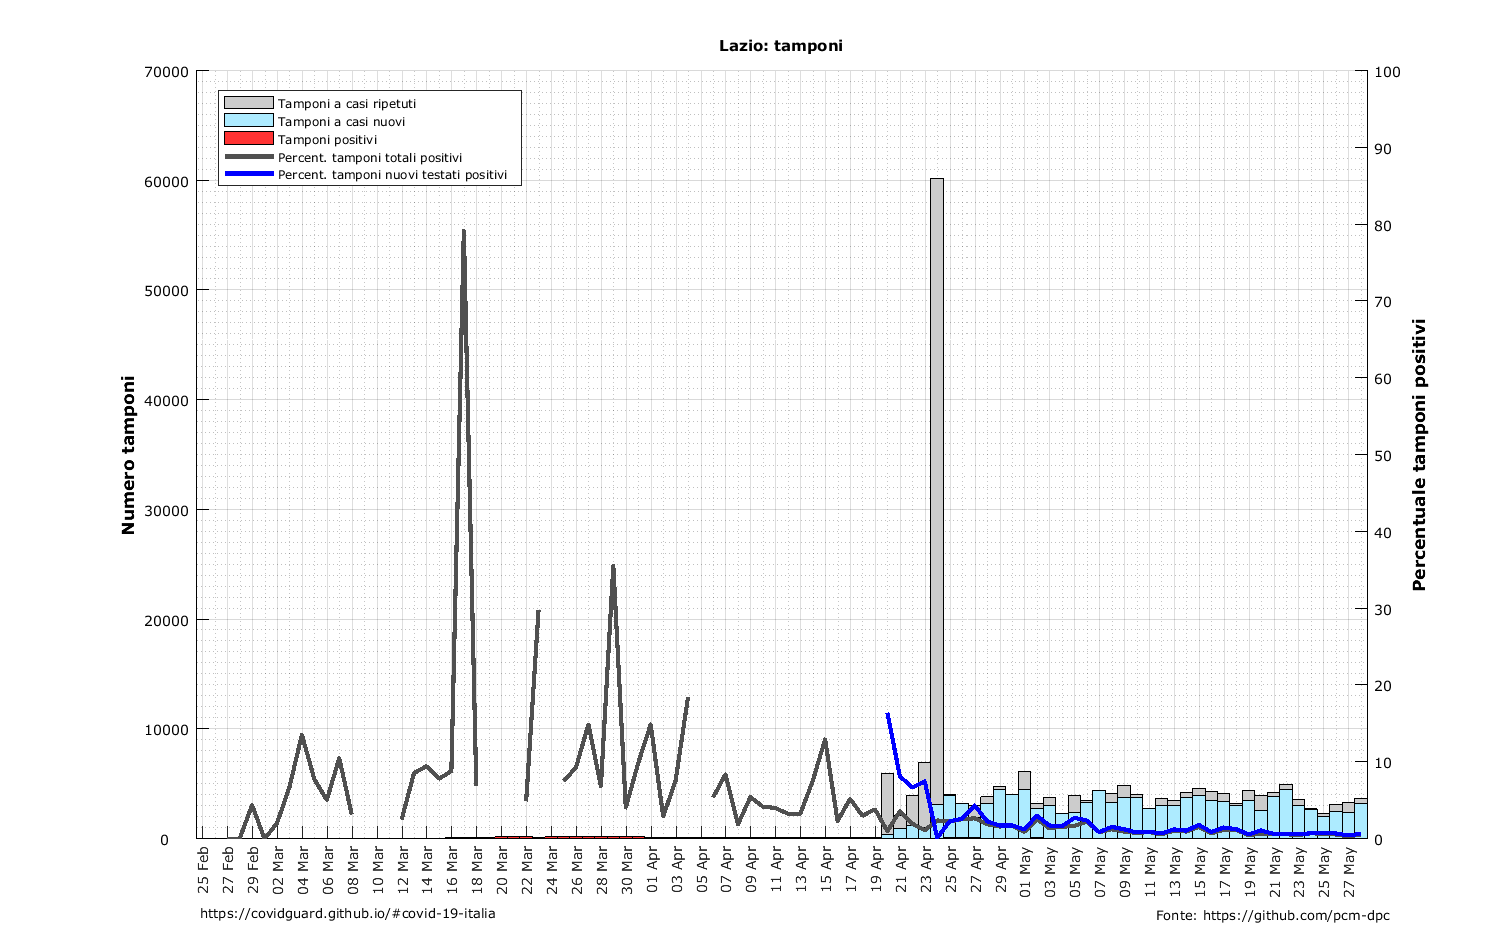 Lazio: tamponi
Tamponi a casi ripetuti
Tamponi a casi nuovi
Tamponi positivi
Percent. tamponi totali positivi
Percent. tamponi nuovi testati positivi
Numero tamponi
70000
60000
50000
40000
30000
20000
10000
0
Percentuale tamponi positivi
100
90
80
70
60
50
40
30
20
10
0
25 Feb
27 Feb
29 Feb
02 Mar
04 Mar
06 Mar
08 Mar
10 Mar
12 Mar
14 Mar
16 Mar
18 Mar
20 Mar
22 Mar
24 Mar
26 Mar
28 Mar
30 Mar
01 Apr
03 Apr
05 Apr
07 Apr
09 Apr
11 Apr
13 Apr
15 Apr
17 Apr
19 Apr
21 Apr
23 Apr
25 Apr
27 Apr
29 Apr
01 May
03 May
05 May
07 May
09 May
11 May
13 May
15 May
17 May
19 May
21 May
23 May
25 May
27 May
https://covidguard.github.io/#covid-19-italia
Fonte: https://github.com/pcm-dpc